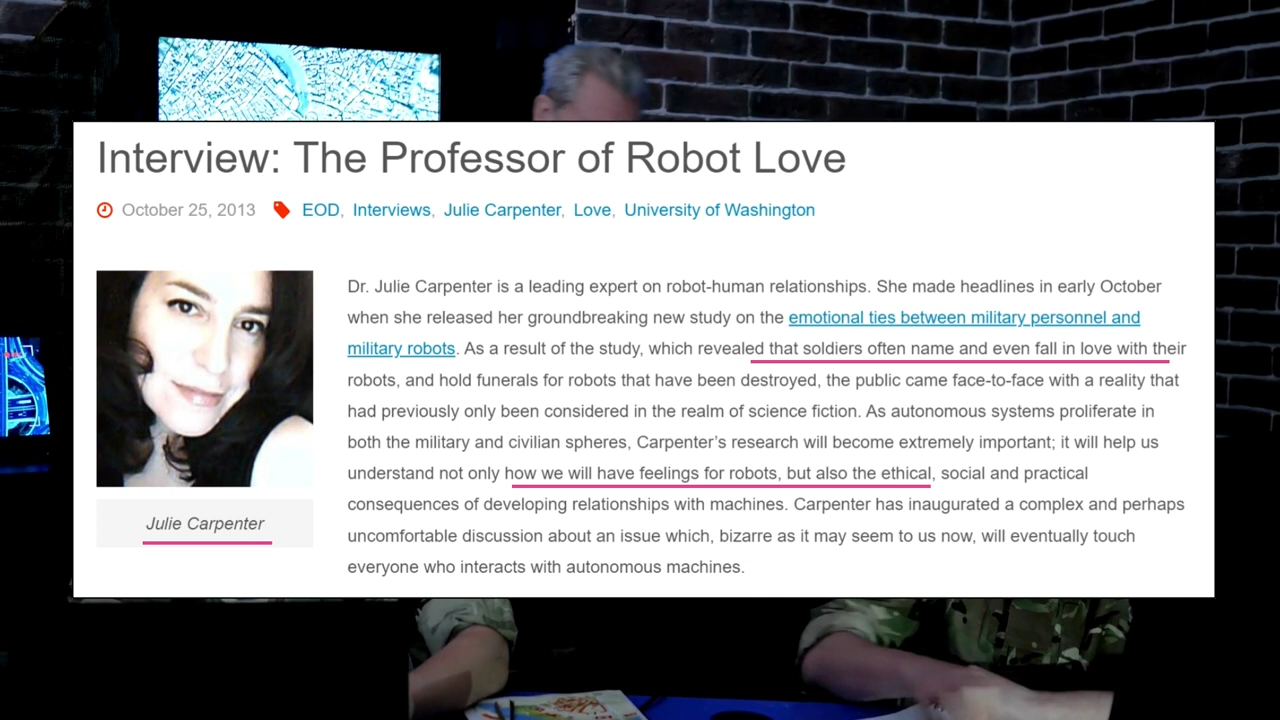 Interview: The Professor of Robot Love
October 25, 2013 EOD, Interviews, Julie Carpenter, Love, University of Washington
Dr. Julie Carpenter is a leading expert on robot-human relationships. She made headlines in early October
when she released her groundbreaking new study on the emotional ties between military personnel and
military robots. As a result of the study, which revealed that soldiers often name and even fall in love with their
robots, and hold funerals for robots that have been destroyed, the public came face-to-face with a reality that
had previously only been considered in the realm of science fiction. As autonomous systems proliferate in
both the military and civilian spheres, Carpenter’s research will become extremely important; it will help us
understand not only how we will have feelings for robots, but also the ethical, social and practical
consequences of developing relationships with machines. Carpenter has inaugurated a complex and perhaps
uncomfortable discussion about an issue which, bizarre as it may seem to us now, will eventually touch
everyone who interacts with autonomous machines.
Julie Carpenter